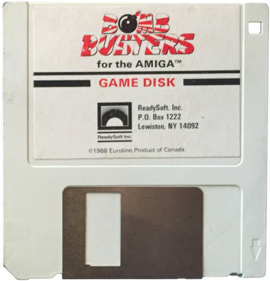 BOMB
BUSTERS
for the AMIGA™
GAME DISK
ReadySoft Inc.
ReadySoft, Inc.
P.O. Box 1222
Lewiston, NY 14092
©1988 Euroline, Product of Canada